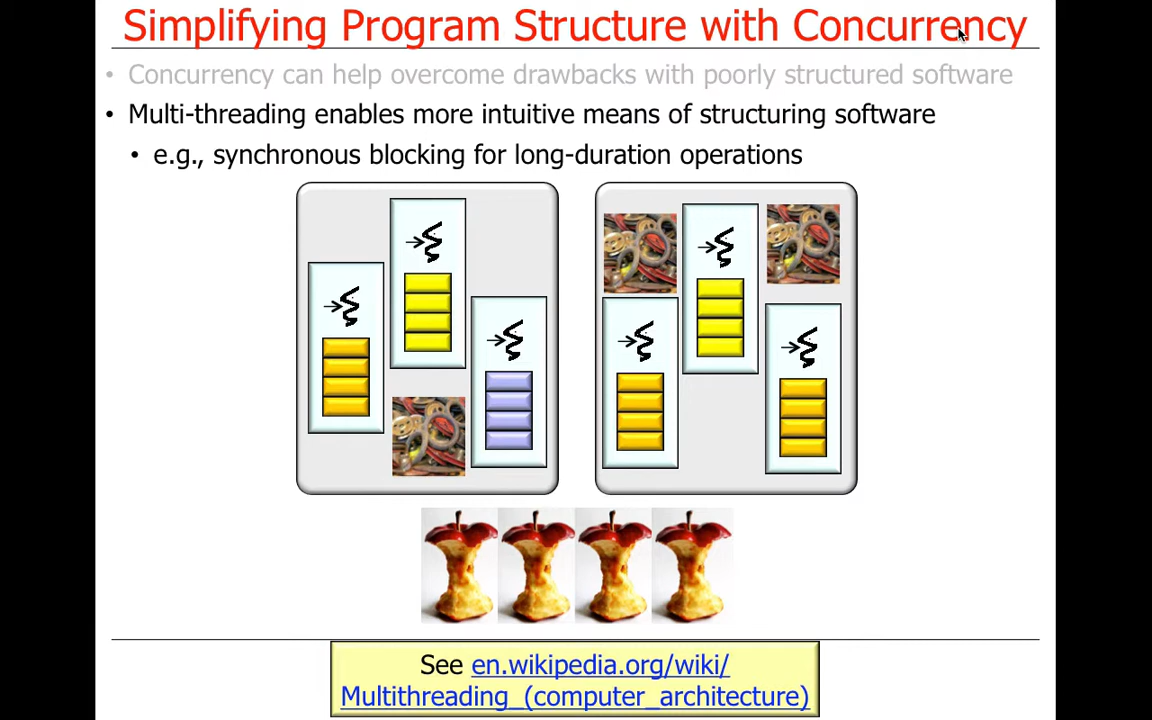 Simplifying Program Structure with Concurrency
• Concurrency can help overcome drawbacks with poorly structured software
• Multi-threading enables more intuitive means of structuring software
• e.g., synchronous blocking for long-duration operations
See en.wikipedia.org/wiki/
Multithreading_(computer_architecture)